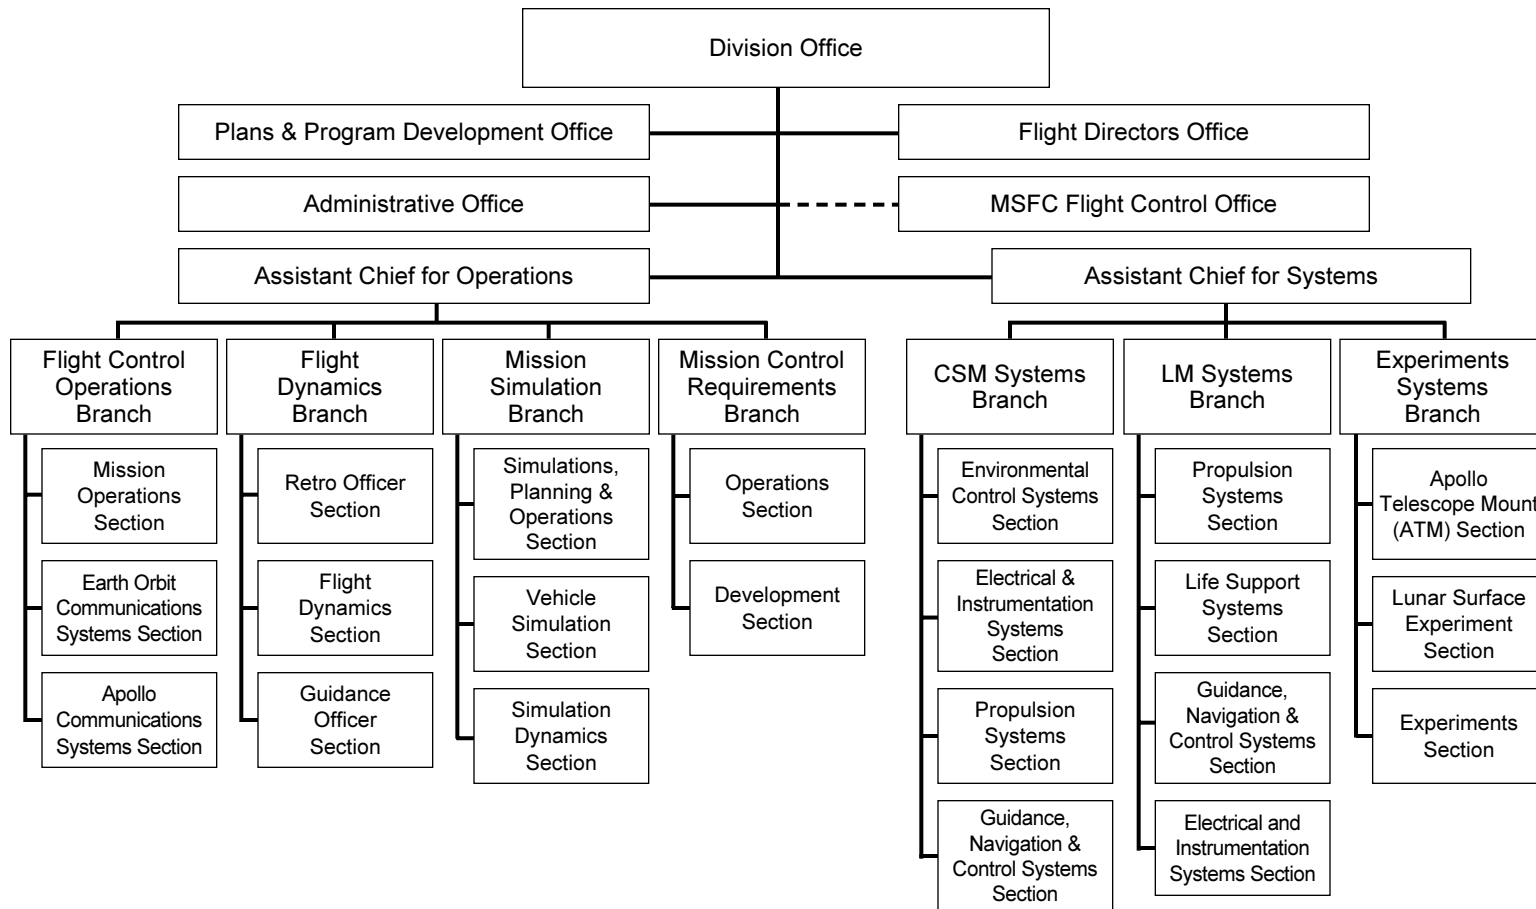 Division Office
Plans & Program Development Office
Flight Directors Office
Administrative Office
MSFC Flight Control Office
Assistant Chief for Operations
Assistant Chief for Systems
Flight Control
Operations
Branch
Flight
Dynamics
Branch
Mission
Simulation
Branch
Mission Control
Requirements
Branch
CSM Systems
Branch
LM Systems
Branch
Experiments
Systems
Branch
Mission
Operations
Section
Earth Orbit
Communications
Systems Section
Apollo
Communications
Systems Section
Retro Officer
Section
Flight
Dynamics
Section
Guidance
Officer
Section
Simulations,
Planning &
Operations
Section
Vehicle
Simulation
Section
Simulation
Dynamics
Section
Operations
Section
Development
Section
Environmental
Control Systems
Section
Electrical &
Instrumentation
Systems
Section
Propulsion
Systems
Section
Guidance,
Navigation &
Control Systems
Section
Propulsion
Systems
Section
Life Support
Systems
Section
Guidance,
Navigation &
Control Systems
Section
Electrical and
Instrumentation
Systems Section
Apollo
Telescope Mount
(ATM) Section
Lunar Surface
Experiment
Section
Experiments
Section